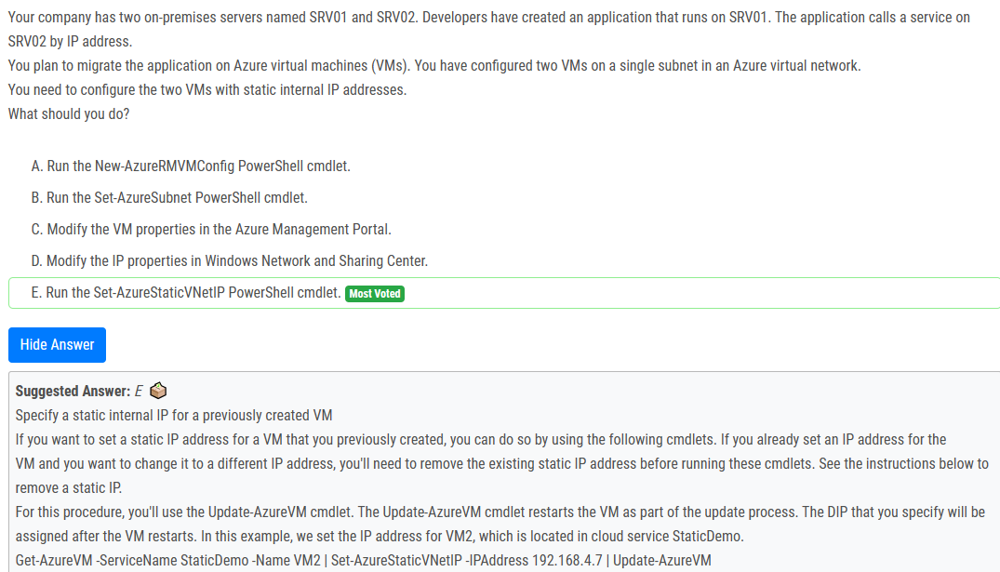 Your company has two on-premises servers named SRV01 and SRV02. Developers have created an application that runs on SRV01. The application calls a service on
SRV02 by IP address.
You plan to migrate the application on Azure virtual machines (VMs). You have configured two VMs on a single subnet in an Azure virtual network.
You need to configure the two VMs with static internal IP addresses.
What should you do?
A. Run the New-AzureRMVMConfig PowerShell cmdlet.
B. Run the Set-AzureSubnet PowerShell cmdlet.
C. Modify the VM properties in the Azure Management Portal.
D. Modify the IP properties in Windows Network and Sharing Center.
E. Run the Set-AzureStaticVNetIP PowerShell cmdlet. Most Voted
Hide Answer
Suggested Answer: E
Specify a static internal IP for a previously created VM
If you want to set a static IP address for a VM that you previously created, you can do so by using the following cmdlets. If you already set an IP address for the
VM and you want to change it to a different IP address, you'll need to remove the existing static IP address before running these cmdlets. See the instructions below to
remove a static IP.
For this procedure, you'll use the Update-AzureVM cmdlet. The Update-AzureVM cmdlet restarts the VM as part of the update process. The DIP that you specify will be
assigned after the VM restarts. In this example, we set the IP address for VM2, which is located in cloud service StaticDemo.
Get-AzureVM -ServiceName StaticDemo -Name VM2 | Set-AzureStaticVNetIP -IPAddress 192.168.4.7 | Update-AzureVM